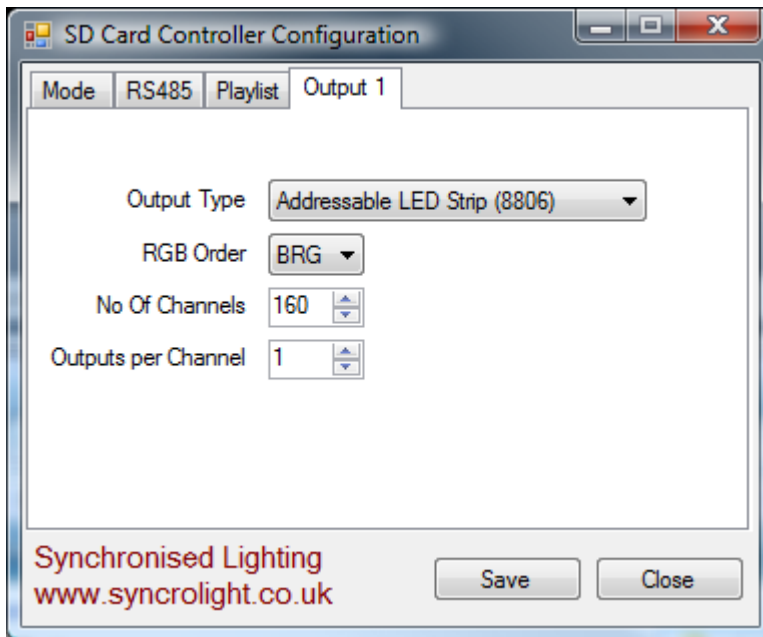 SD Card Controller Configuration
Mode RS485 Playlist Output 1
Output Type Addressable LED Strip (8806)
RGB Order BRG
No Of Channels 160
Outputs per Channel 1
Synchronised Lighting
www.syncrolight.co.uk
Save Close